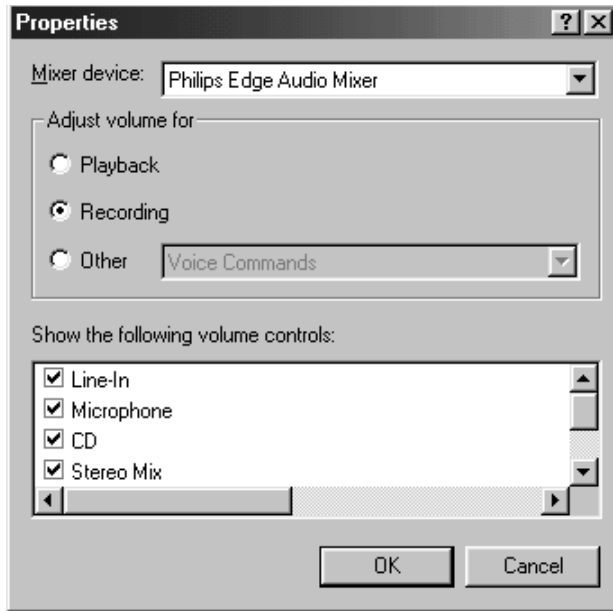 Properties
Mixer device: Philips Edge Audio Mixer
Adjust volume for
Playback
Recording
Other Voice Commands
Show the following volume controls:
Line-In
Microphone
CD
Stereo Mix
OK Cancel